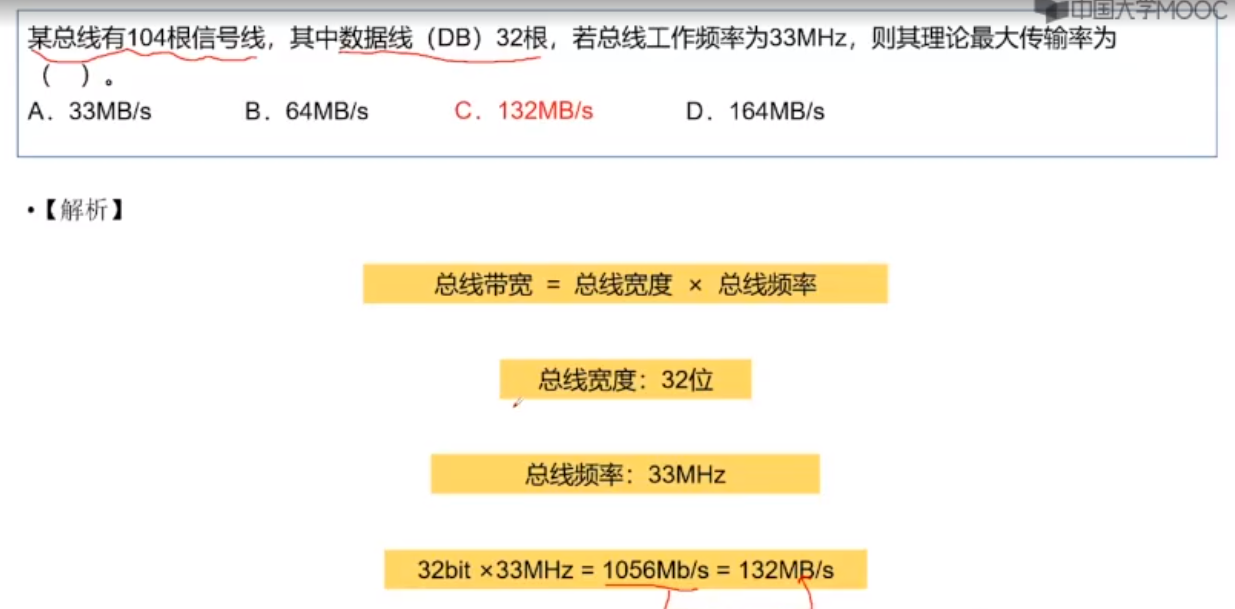 中国大学MOOC
某总线有104根信号线，其中数据线（DB）32根，若总线工作频率为33MHz，则其理论最大传输率为
（ ）。
A．33MB/s B．64MB/s C．132MB/s D．164MB/s
•【解析】
总线带宽 = 总线宽度 × 总线频率
总线宽度：32位
总线频率：33MHz
32bit ×33MHz = 1056Mb/s = 132MB/s